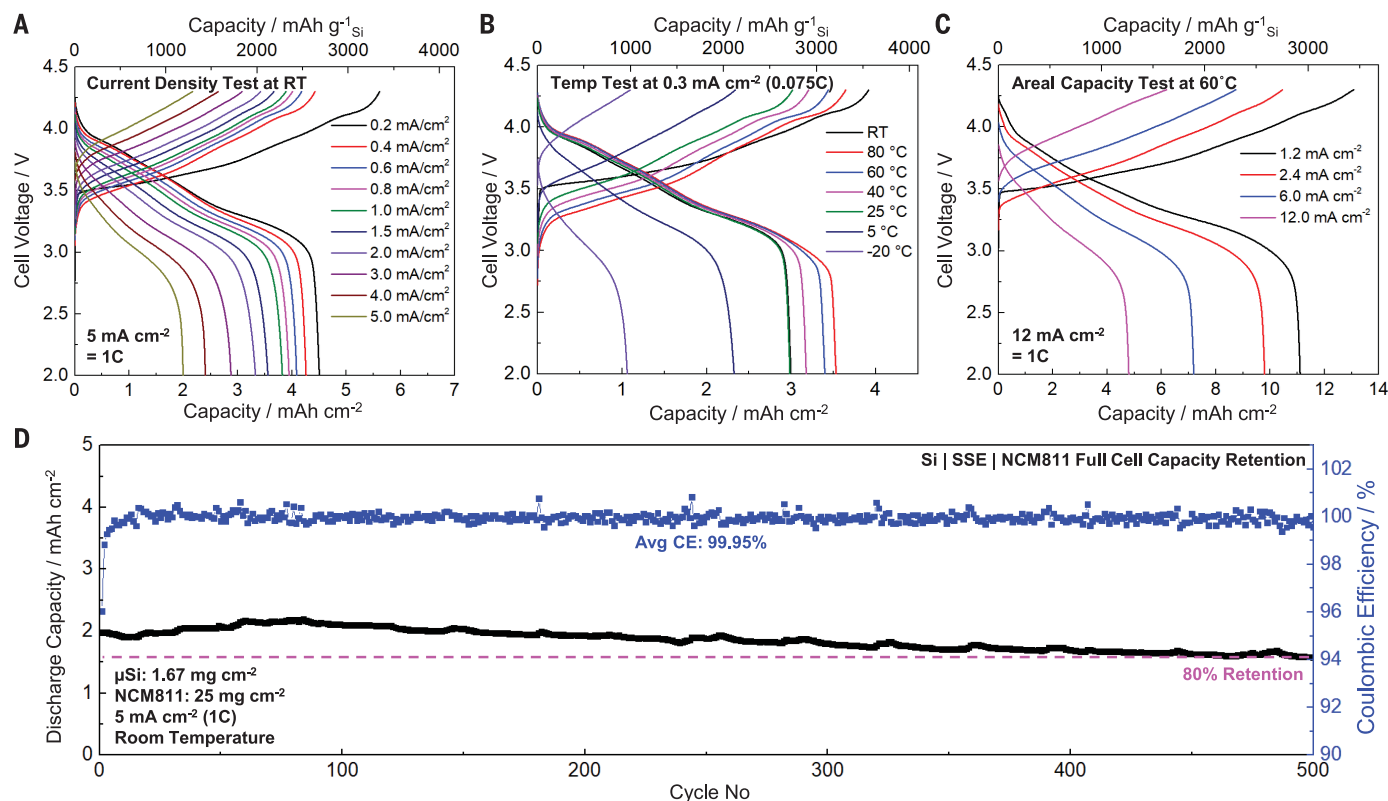 A
Capacity / mAh g⁻¹Si
0 1000 2000 3000 4000
Current Density Test at RT
4.5
4.0
3.5
3.0
2.5
2.0
Cell Voltage / V
0.2 mA/cm²
0.4 mA/cm²
0.6 mA/cm²
0.8 mA/cm²
1.0 mA/cm²
1.5 mA/cm²
2.0 mA/cm²
3.0 mA/cm²
4.0 mA/cm²
5.0 mA/cm²
5 mA cm⁻²
= 1C
0 1 2 3 4 5 6 7
Capacity / mAh cm⁻²
B
Capacity / mAh g⁻¹Si
0 1000 2000 3000 4000
Temp Test at 0.3 mA cm⁻² (0.075C)
4.5
4.0
3.5
3.0
2.5
2.0
Cell Voltage / V
RT
80 °C
60 °C
40 °C
25 °C
5 °C
-20 °C
0 1 2 3 4
Capacity / mAh cm⁻²
C
Capacity / mAh g⁻¹Si
0 1000 2000 3000
Areal Capacity Test at 60˚C
4.5
4.0
3.5
3.0
2.5
2.0
Cell Voltage / V
1.2 mA cm⁻²
2.4 mA cm⁻²
6.0 mA cm⁻²
12.0 mA cm⁻²
12 mA cm⁻²
= 1C
0 2 4 6 8 10 12 14
Capacity / mAh cm⁻²
D
5
4
3
2
1
0
Discharge Capacity / mAh cm⁻²
Si | SSE | NCM811 Full Cell Capacity Retention
Avg CE: 99.95%
80% Retention
µSi: 1.67 mg cm⁻²
NCM811: 25 mg cm⁻²
5 mA cm⁻² (1C)
Room Temperature
102
100
98
96
94
92
90
Coulombic Efficiency / %
0 100 200 300 400 500
Cycle No